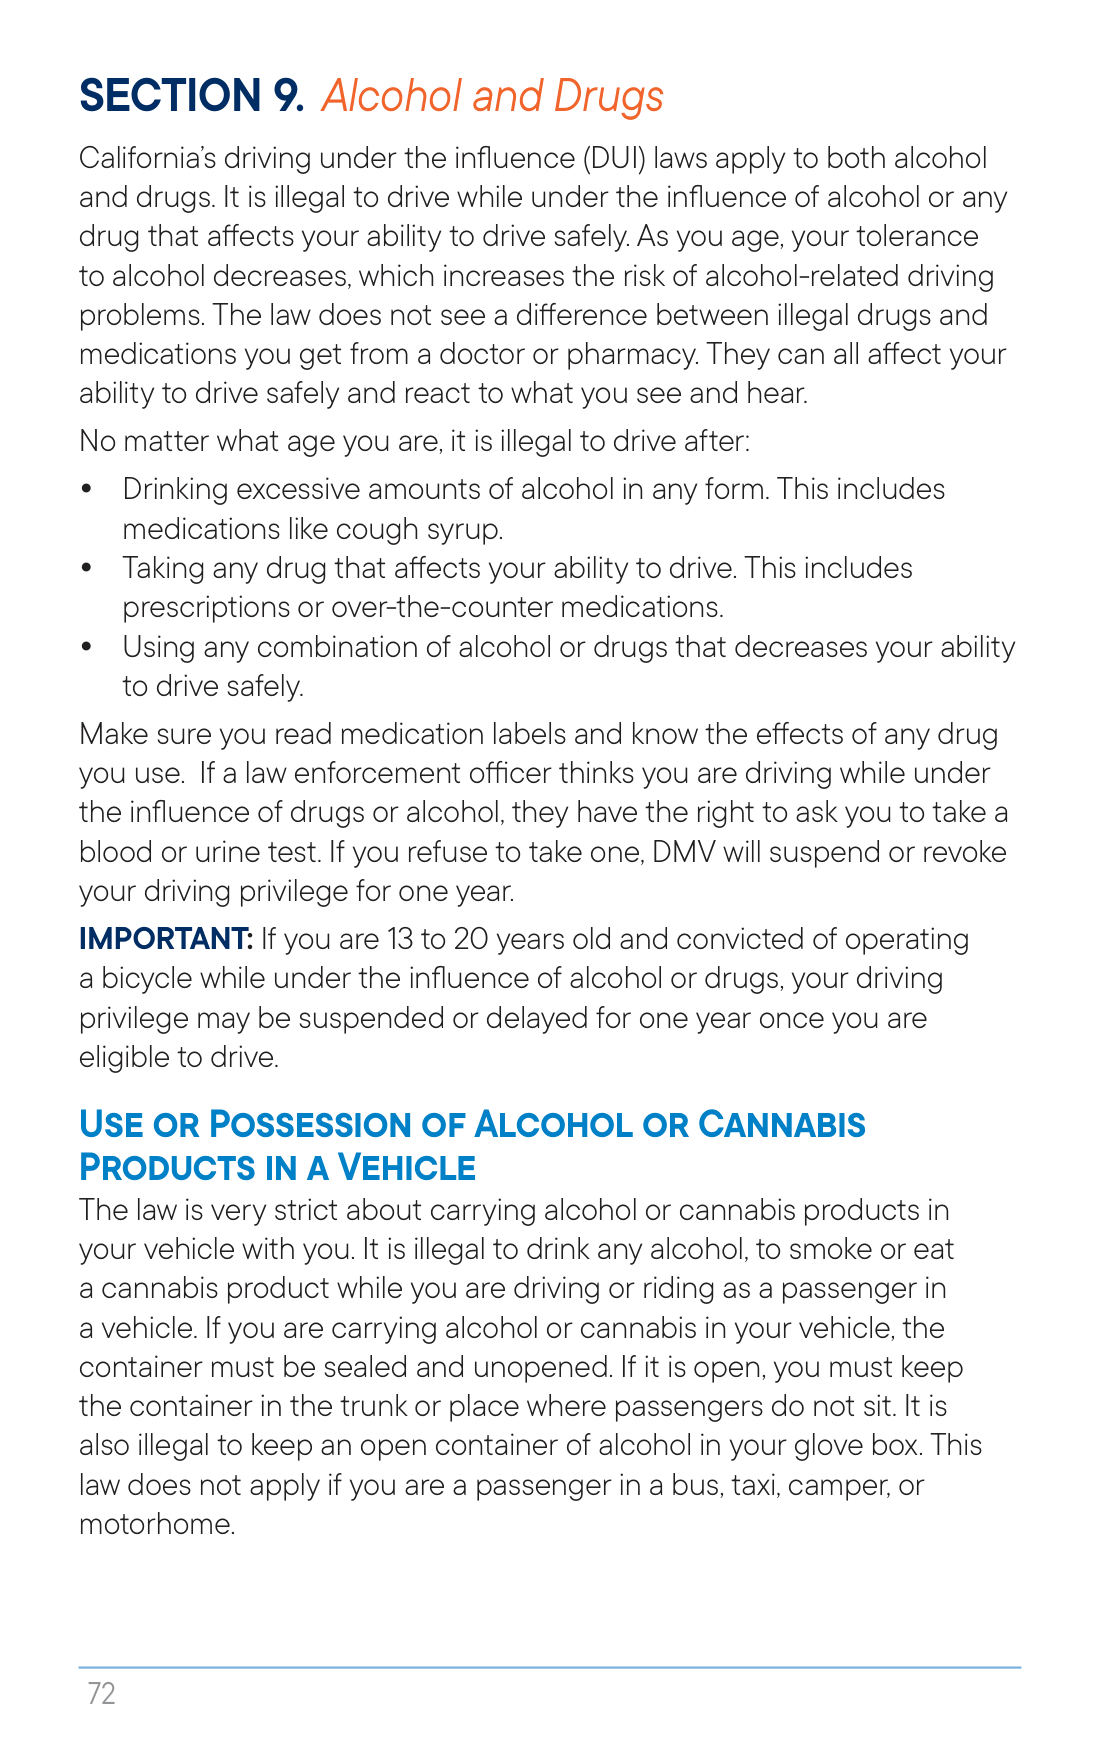 SECTION 9. Alcohol and Drugs
California’s driving under the influence (DUI) laws apply to both alcohol
and drugs. It is illegal to drive while under the influence of alcohol or any
drug that affects your ability to drive safely. As you age, your tolerance
to alcohol decreases, which increases the risk of alcohol-related driving
problems. The law does not see a difference between illegal drugs and
medications you get from a doctor or pharmacy. They can all affect your
ability to drive safely and react to what you see and hear.
No matter what age you are, it is illegal to drive after:
• Drinking excessive amounts of alcohol in any form. This includes
medications like cough syrup.
• Taking any drug that affects your ability to drive. This includes
prescriptions or over-the-counter medications.
• Using any combination of alcohol or drugs that decreases your ability
to drive safely.
Make sure you read medication labels and know the effects of any drug
you use.  If a law enforcement officer thinks you are driving while under
the influence of drugs or alcohol, they have the right to ask you to take a
blood or urine test. If you refuse to take one, DMV will suspend or revoke
your driving privilege for one year.
IMPORTANT: If you are 13 to 20 years old and convicted of operating
a bicycle while under the influence of alcohol or drugs, your driving
privilege may be suspended or delayed for one year once you are
eligible to drive.
USE OR POSSESSION OF ALCOHOL OR CANNABIS
PRODUCTS IN A VEHICLE
The law is very strict about carrying alcohol or cannabis products in
your vehicle with you. It is illegal to drink any alcohol, to smoke or eat
a cannabis product while you are driving or riding as a passenger in
a vehicle. If you are carrying alcohol or cannabis in your vehicle, the
container must be sealed and unopened. If it is open, you must keep
the container in the trunk or place where passengers do not sit. It is
also illegal to keep an open container of alcohol in your glove box. This
law does not apply if you are a passenger in a bus, taxi, camper, or
motorhome.
72